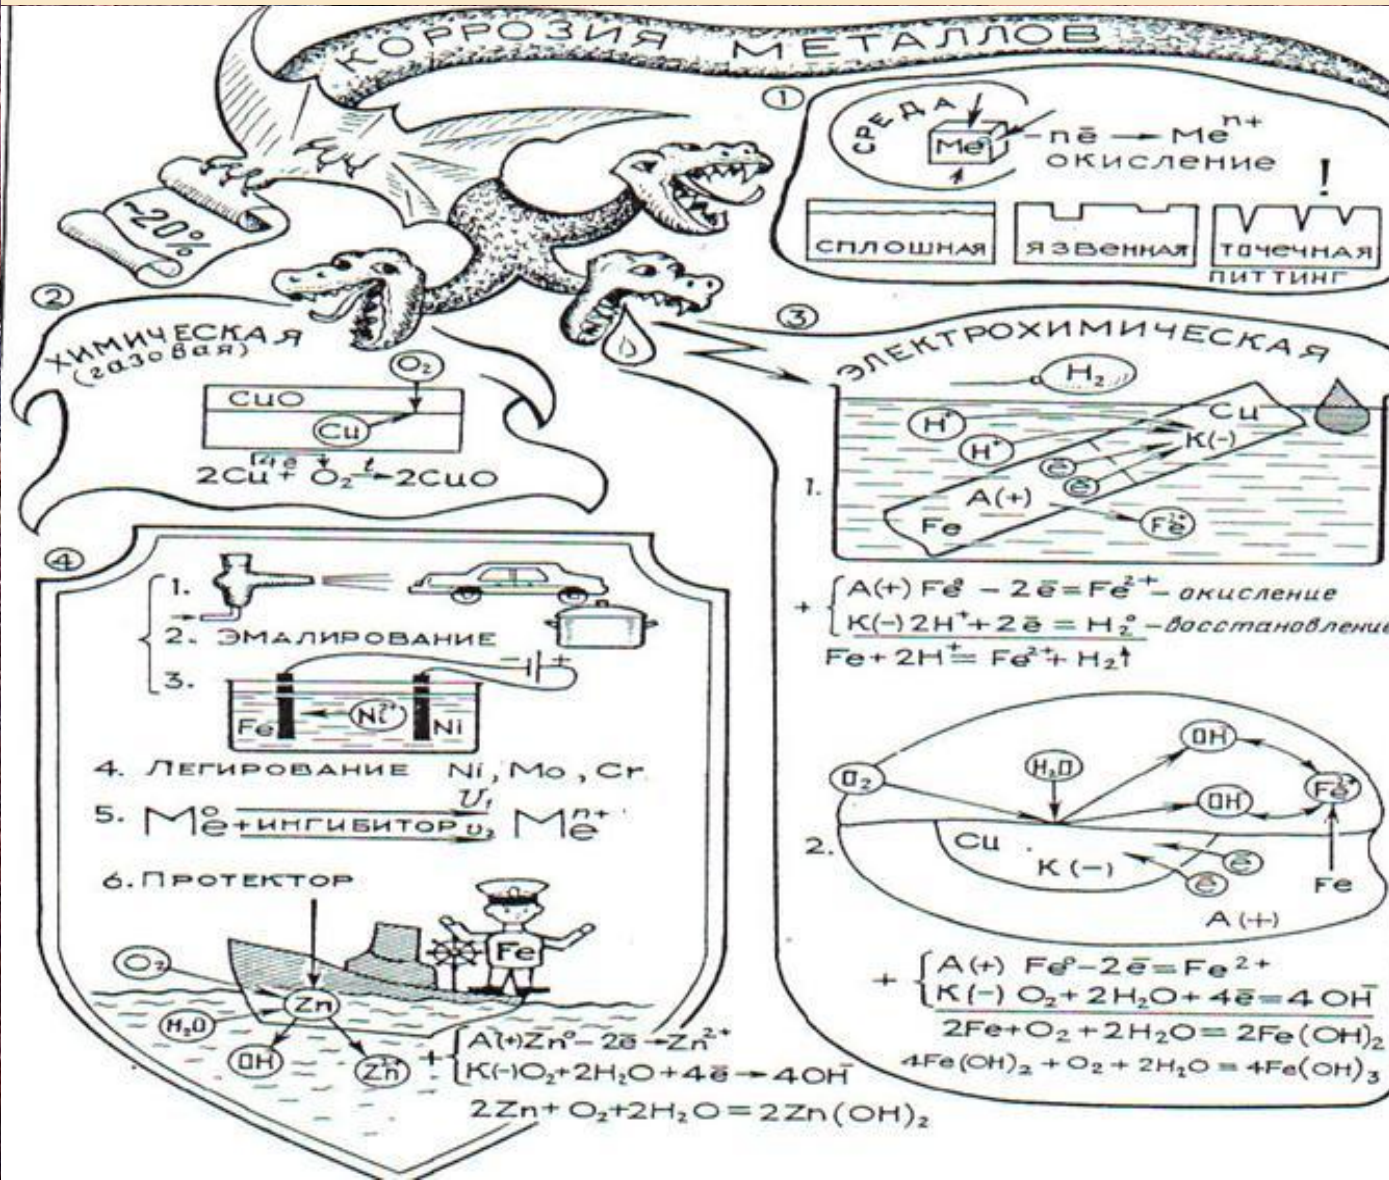 КОРРОЗИЯ МЕТАЛЛОВ
~20%
①
СРЕДА
Me° -nē → Meⁿ⁺
ОКИСЛЕНИЕ
!
СПЛОШНАЯ
ЯЗВЕННАЯ
ТОЧЕЧНАЯ
ПИТТИНГ
②
ХИМИЧЕСКАЯ
(газовая)
O₂
CuO
Cu
4ē
2Cu + O₂ –t→ 2CuO
③
ЭЛЕКТРОХИМИЧЕСКАЯ
H₂
H⁺
H⁺
Cu
K(-)
ē
ē
1.
A(+)
Fe
Fe²⁺
+ { A(+) Fe° - 2ē = Fe²⁺ - окисление
K(-) 2H⁺ + 2ē = H₂° - восстановление
Fe + 2H⁺ = Fe²⁺ + H₂↑
O₂
H₂O
OH⁻
OH⁻
Fe²⁺
2.
Cu
K (-)
ē
ē
Fe
A (+)
+ { A(+) Fe° - 2ē = Fe²⁺
K(-) O₂ + 2H₂O + 4ē = 4OH⁻
2Fe + O₂ + 2H₂O = 2Fe(OH)₂
4Fe(OH)₂ + O₂ + 2H₂O = 4Fe(OH)₃
④
1.
2. ЭМАЛИРОВАНИЕ
3.
- +
Fe
Ni²⁺
Ni
4. ЛЕГИРОВАНИЕ Ni, Mo, Cr
5. Me° + ИНГИБИТОР Meⁿ⁺
υ₁
υ₂
6. ПРОТЕКТОР
Fe
O₂
Zn
H₂O
OH⁻
Zn²⁺
+ { A(+) Zn° - 2ē → Zn²⁺
K(-) O₂ + 2H₂O + 4ē → 4OH⁻
2Zn + O₂ + 2H₂O = 2Zn(OH)₂